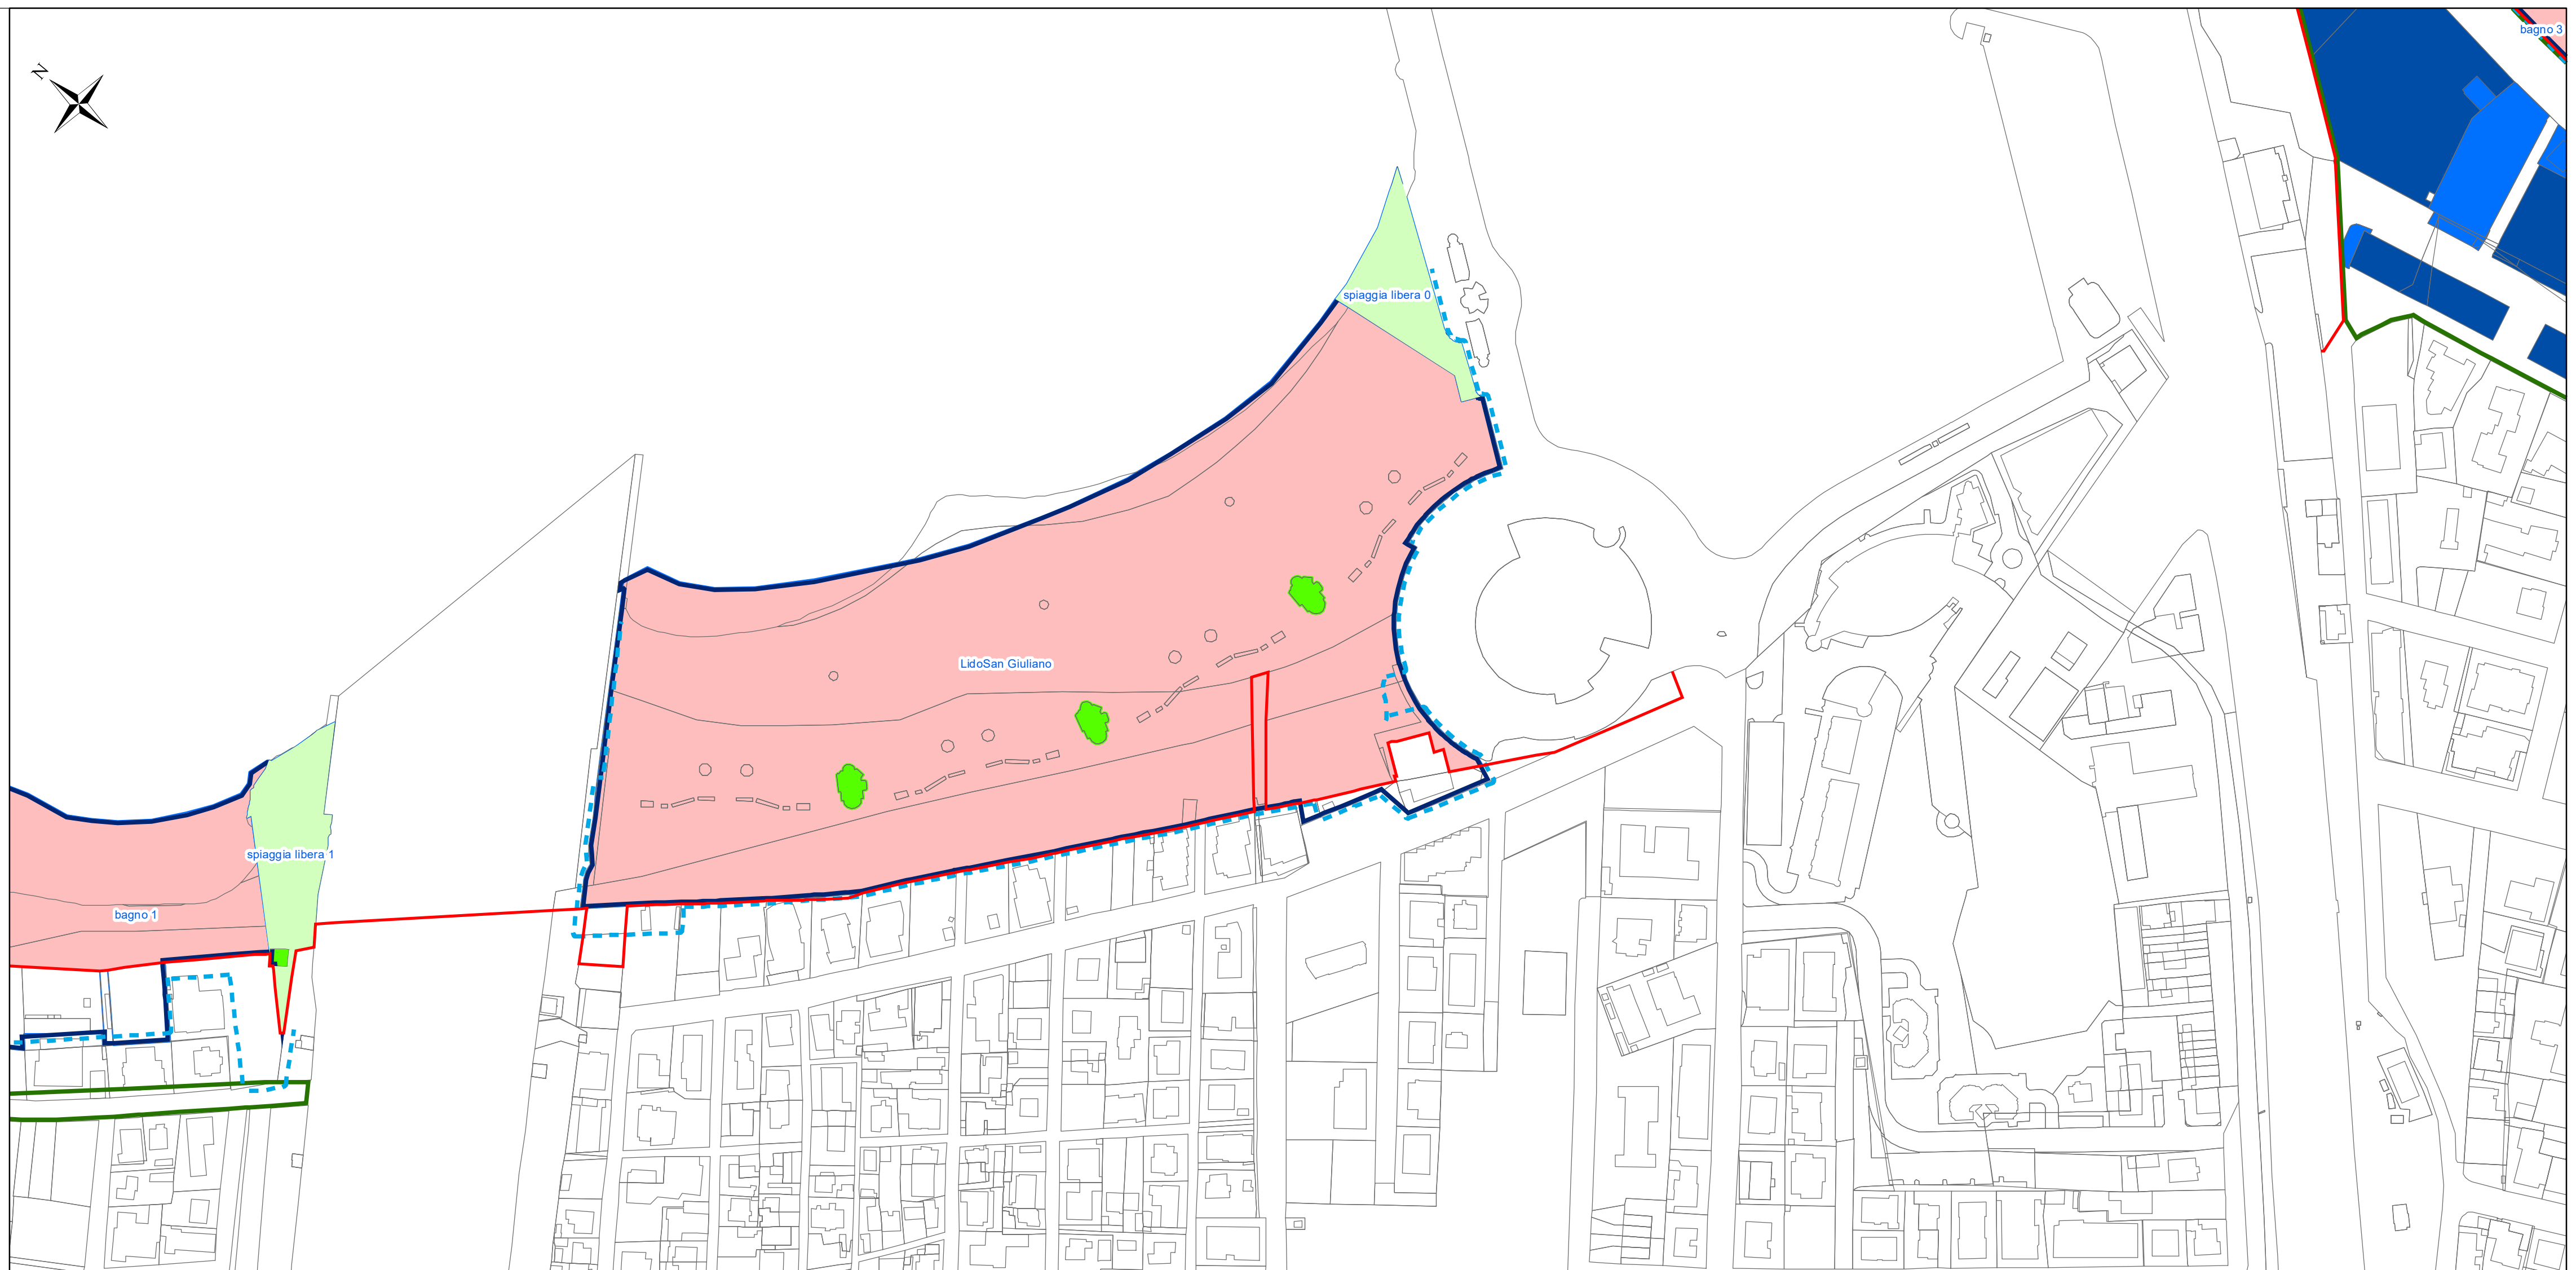 bagno 3
N
spiaggia libera 0
LidoSan Giuliano
spiaggia libera 1
bagno 1